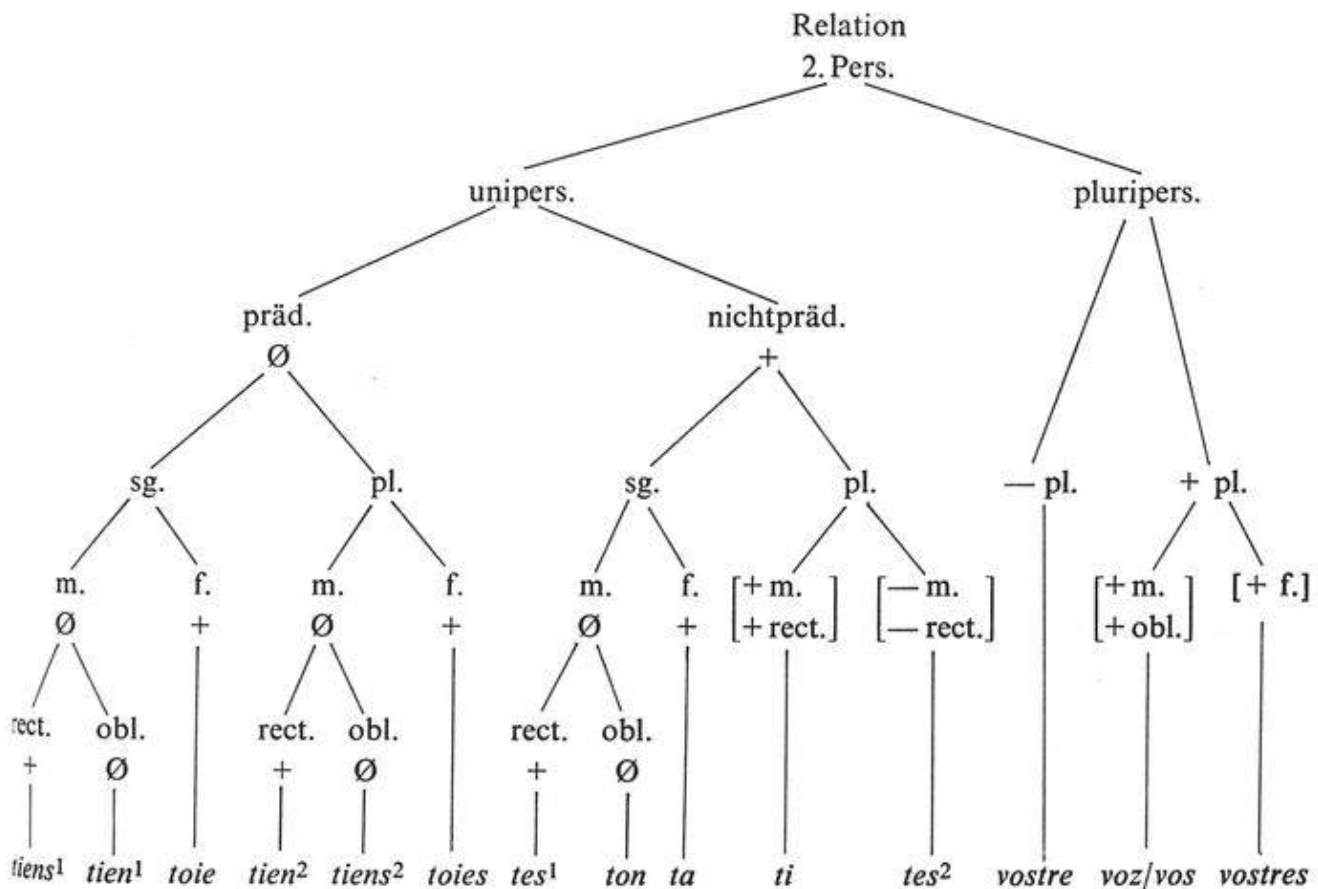 Relation
2. Pers.
unipers. pluripers.
präd. nichtpräd.
Ø +
sg. pl. sg. pl. — pl. + pl.
m. f. m. f. m. f. [+ m. [— m. [+ m. [+ f.]
Ø + Ø + Ø + + rect.] — rect.] + obl.]
rect. obl. rect. obl. rect. obl.
+ Ø + Ø + Ø
tiens¹ tien¹ toie tien² tiens² toies tes¹ ton ta ti tes² vostre voz/vos vostres